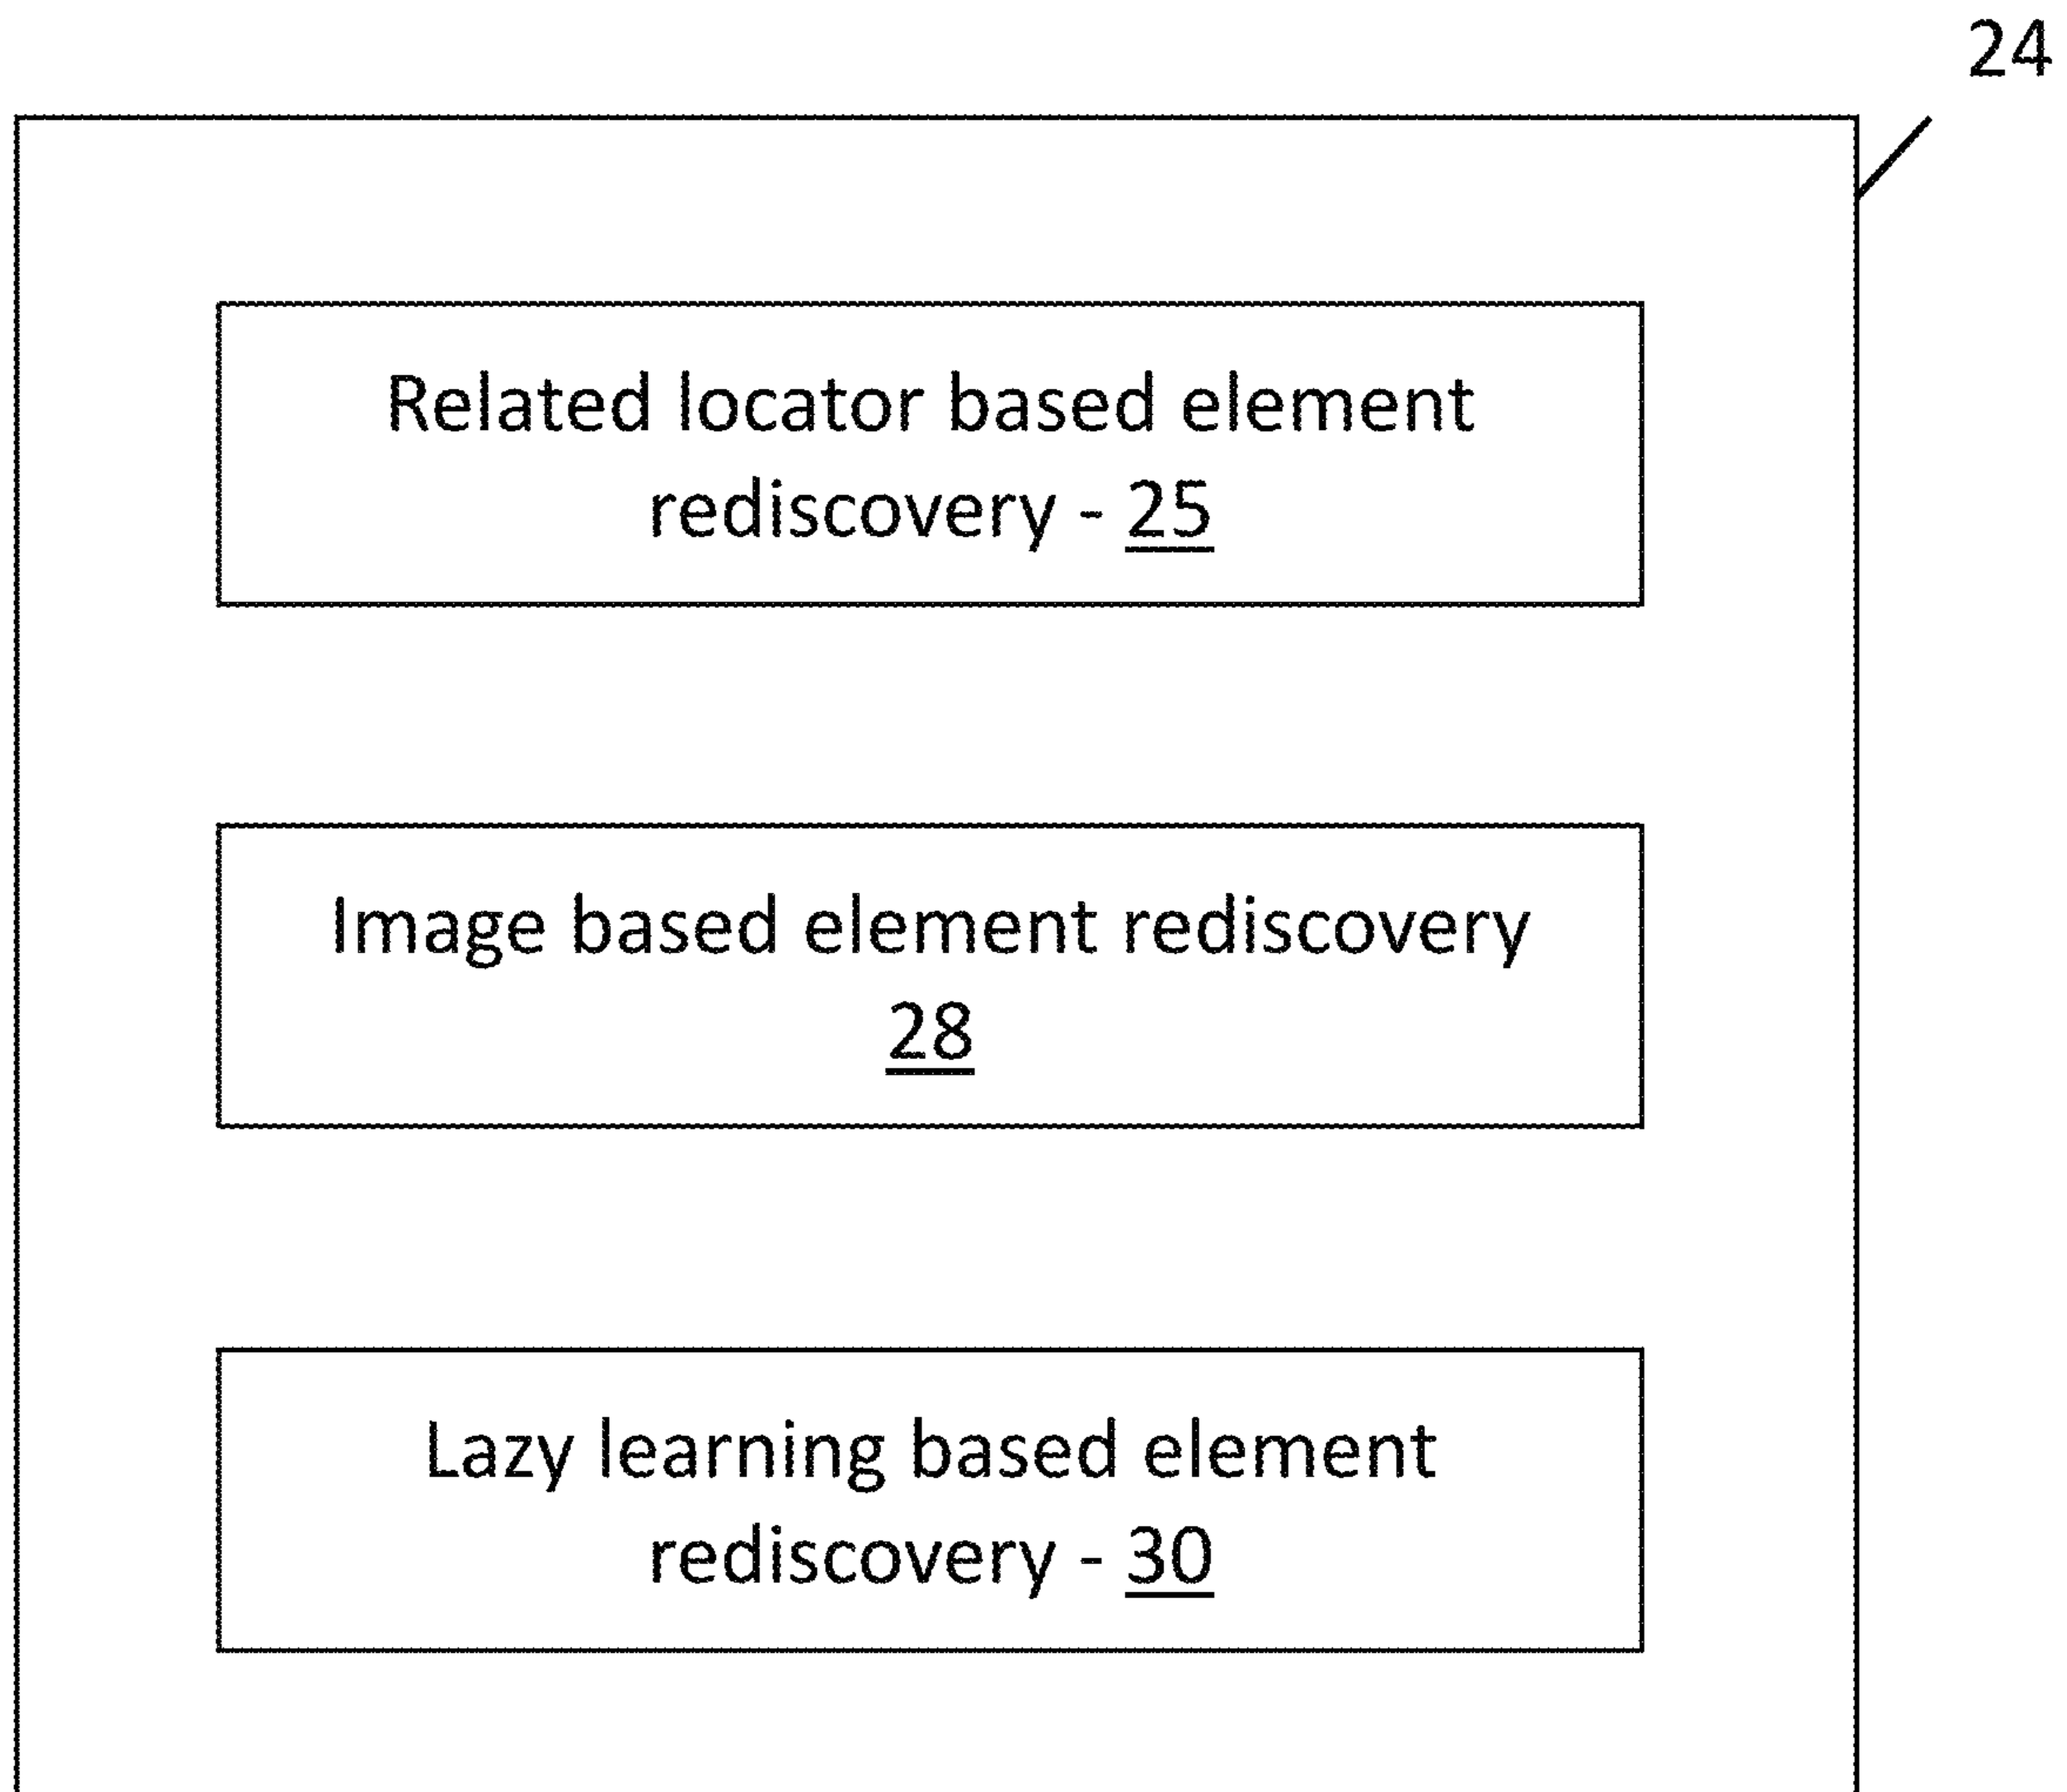 24
Related locator based element
rediscovery - 25
Image based element rediscovery
28
Lazy learning based element
rediscovery - 30